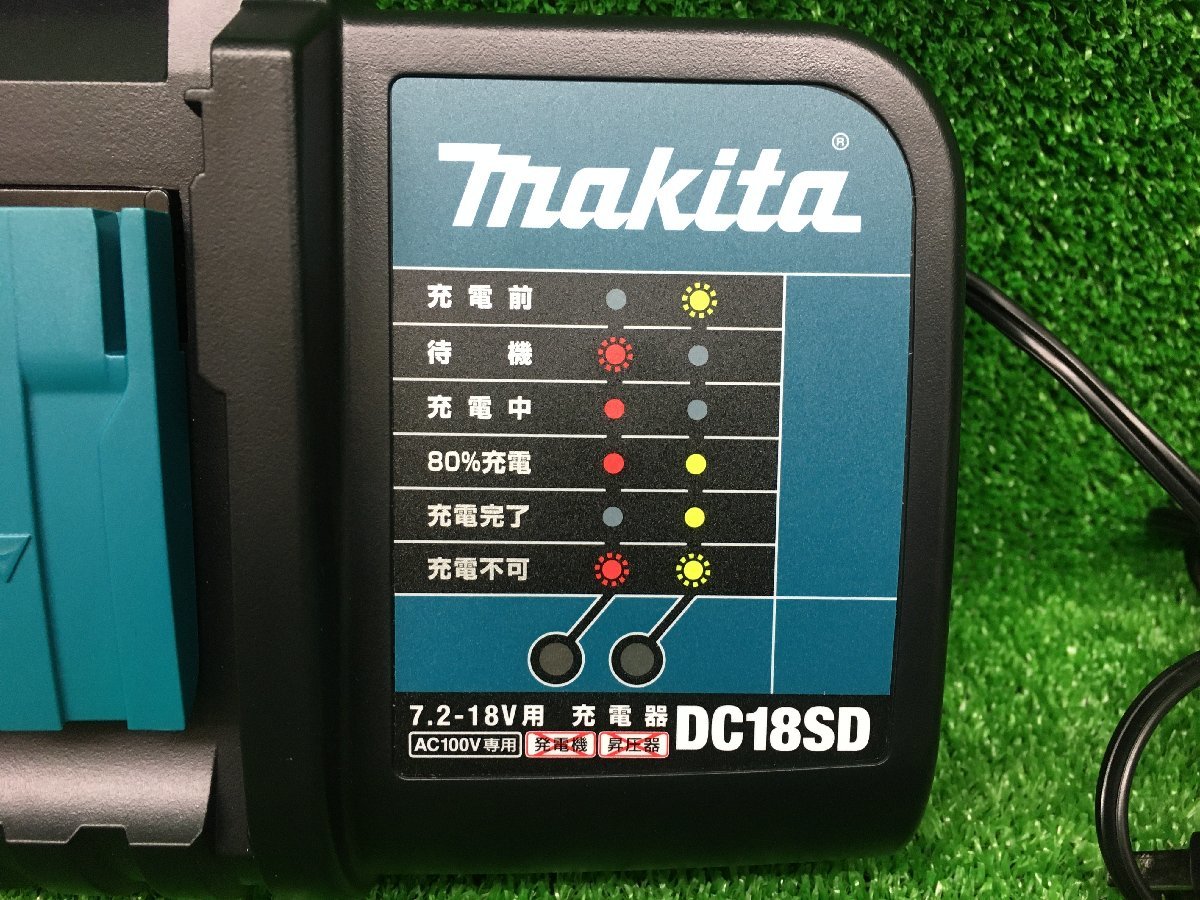 makita®
充電前
待機
充電中
80%充電
充電完了
充電不可
7.2-18V用 充電器 DC18SD
AC100V専用 発電機 昇圧器